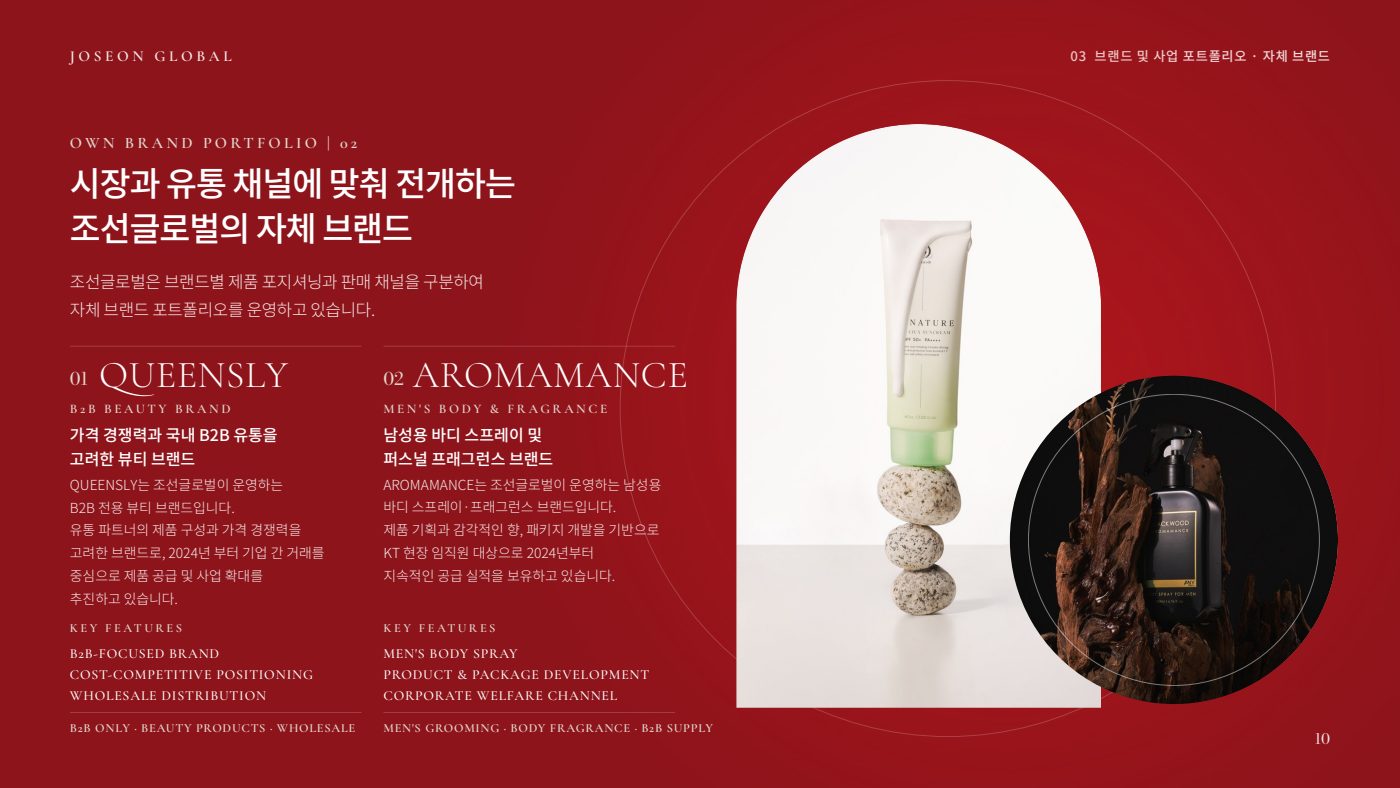 JOSEON GLOBAL
03 브랜드 및 사업 포트폴리오 · 자체 브랜드
OWN BRAND PORTFOLIO | 02
시장과 유통 채널에 맞춰 전개하는
조선글로벌의 자체 브랜드
조선글로벌은 브랜드별 제품 포지셔닝과 판매 채널을 구분하여
자체 브랜드 포트폴리오를 운영하고 있습니다.
01 QUEENSLY
B2B BEAUTY BRAND
가격 경쟁력과 국내 B2B 유통을
고려한 뷰티 브랜드
QUEENSLY는 조선글로벌이 운영하는
B2B 전용 뷰티 브랜드입니다.
유통 파트너의 제품 구성과 가격 경쟁력을
고려한 브랜드로, 2024년 부터 기업 간 거래를
중심으로 제품 공급 및 사업 확대를
추진하고 있습니다.
KEY FEATURES
B2B-FOCUSED BRAND
COST-COMPETITIVE POSITIONING
WHOLESALE DISTRIBUTION
B2B ONLY · BEAUTY PRODUCTS · WHOLESALE
02 AROMAMANCE
MEN'S BODY & FRAGRANCE
남성용 바디 스프레이 및
퍼스널 프래그런스 브랜드
AROMAMANCE는 조선글로벌이 운영하는 남성용
바디 스프레이 · 프래그런스 브랜드입니다.
제품 기획과 감각적인 향, 패키지 개발을 기반으로
KT 현장 임직원 대상으로 2024년부터
지속적인 공급 실적을 보유하고 있습니다.
KEY FEATURES
MEN'S BODY SPRAY
PRODUCT & PACKAGE DEVELOPMENT
CORPORATE WELFARE CHANNEL
MEN'S GROOMING · BODY FRAGRANCE · B2B SUPPLY
NATURE
SPRAY FOR MEN
10